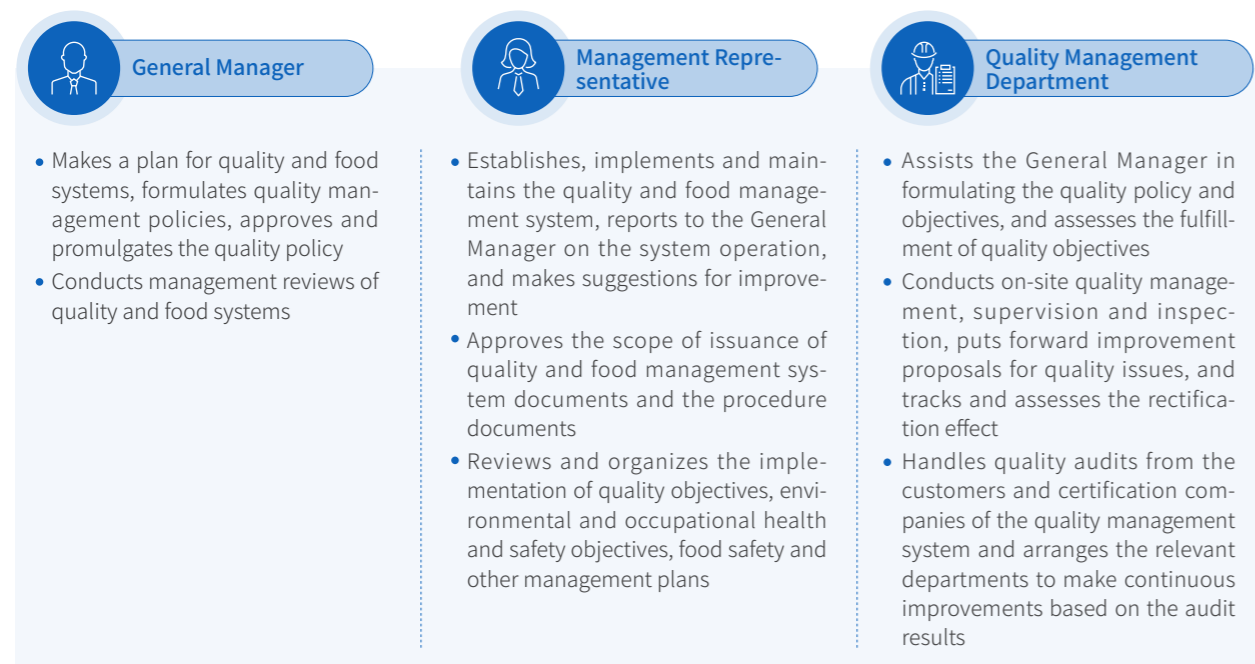 General Manager
• Makes a plan for quality and food
systems, formulates quality man-
agement policies, approves and
promulgates the quality policy
• Conducts management reviews of
quality and food systems
Management Repre-
sentative
• Establishes, implements and main-
tains the quality and food manage-
ment system, reports to the General
Manager on the system operation,
and makes suggestions for improve-
ment
• Approves the scope of issuance of
quality and food management sys-
tem documents and the procedure
documents
• Reviews and organizes the imple-
mentation of quality objectives, envi-
ronmental and occupational health
and safety objectives, food safety and
other management plans
Quality Management
Department
• Assists the General Manager in
formulating the quality policy and
objectives, and assesses the fulfill-
ment of quality objectives
• Conducts on-site quality manage-
ment, supervision and inspec-
tion, puts forward improvement
proposals for quality issues, and
tracks and assesses the rectifica-
tion effect
• Handles quality audits from the
customers and certification com-
panies of the quality management
system and arranges the relevant
departments to make continuous
improvements based on the audit
results